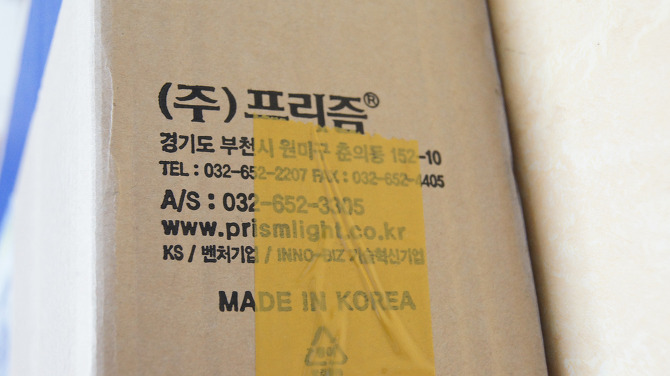 (주)프리즘®
경기도 부천시 원미구 춘의동 152-10
TEL : 032-652-2207 FAX : 032-652-4405
A/S : 032-652-3305
www.prismlight.co.kr
KS / 벤처기업 / INNO-BIZ 기술혁신기업
MADE IN KOREA